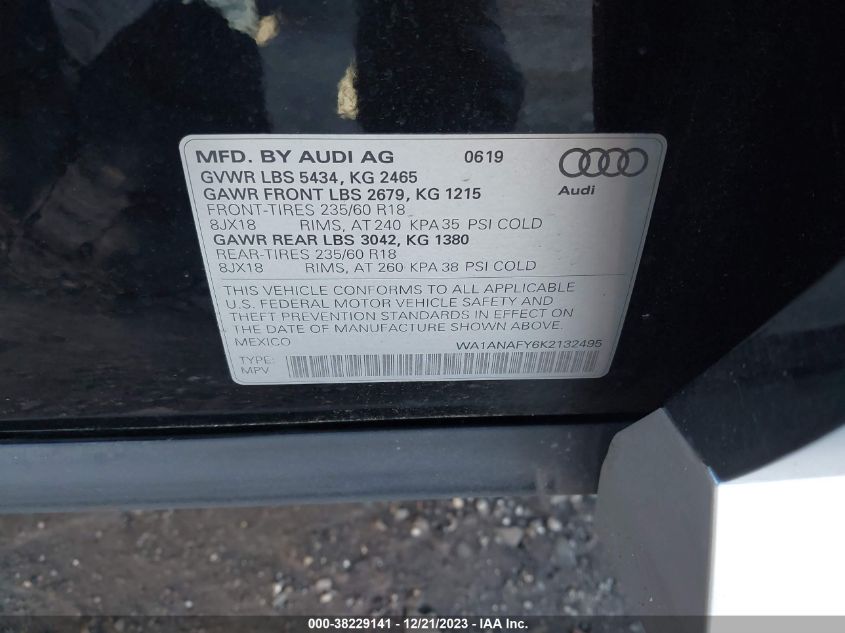 MFD. BY AUDI AG 0619
GVWR LBS 5434, KG 2465
Audi
GAWR FRONT LBS 2679, KG 1215
FRONT-TIRES 235/60 R18
8JX18 RIMS, AT 240 KPA 35 PSI COLD
GAWR REAR LBS 3042, KG 1380
REAR-TIRES 235/60 R18
8JX18 RIMS, AT 260 KPA 38 PSI COLD
THIS VEHICLE CONFORMS TO ALL APPLICABLE
U.S. FEDERAL MOTOR VEHICLE SAFETY AND
THEFT PREVENTION STANDARDS IN EFFECT ON
THE DATE OF MANUFACTURE SHOWN ABOVE.
MEXICO WA1ANAFY6K2132495
TYPE:
MPV
000-38229141 - 12/21/2023 - IAA Inc.